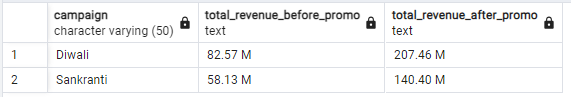 campaign total_revenue_before_promo total_revenue_after_promo
character varying (50) text text
1 Diwali 82.57 M 207.46 M
2 Sankranti 58.13 M 140.40 M